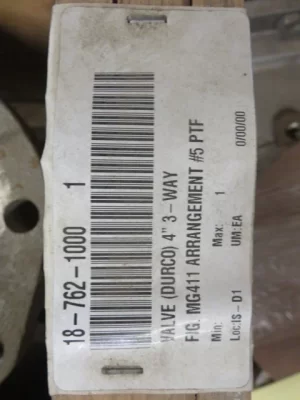 18-762-1000 1
VALVE (DURCO) 4" 3-WAY
FIG. MG411 ARRANGEMENT #5 PTF
Min: Max: 1 0/00/00
Loc:IS-D1 UM:EA